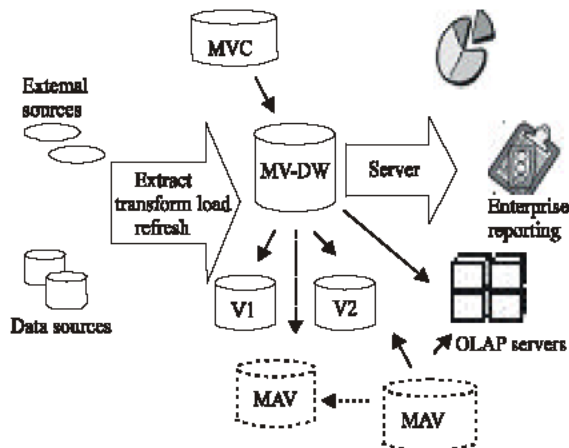 MVC
External
sources
MV-DW
Server
Extract
transform load
refresh
Enterprise
reporting
V1
V2
Data sources
OLAP servers
MAV
MAV